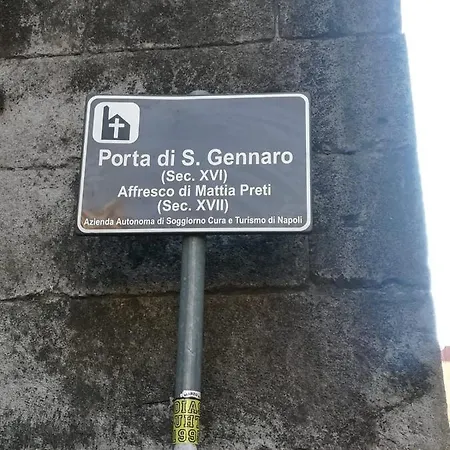 Porta di S. Gennaro
(Sec. XVI)
Affresco di Mattia Preti
(Sec. XVII)
Azienda Autonoma di Soggiorno Cura e Turismo di Napoli